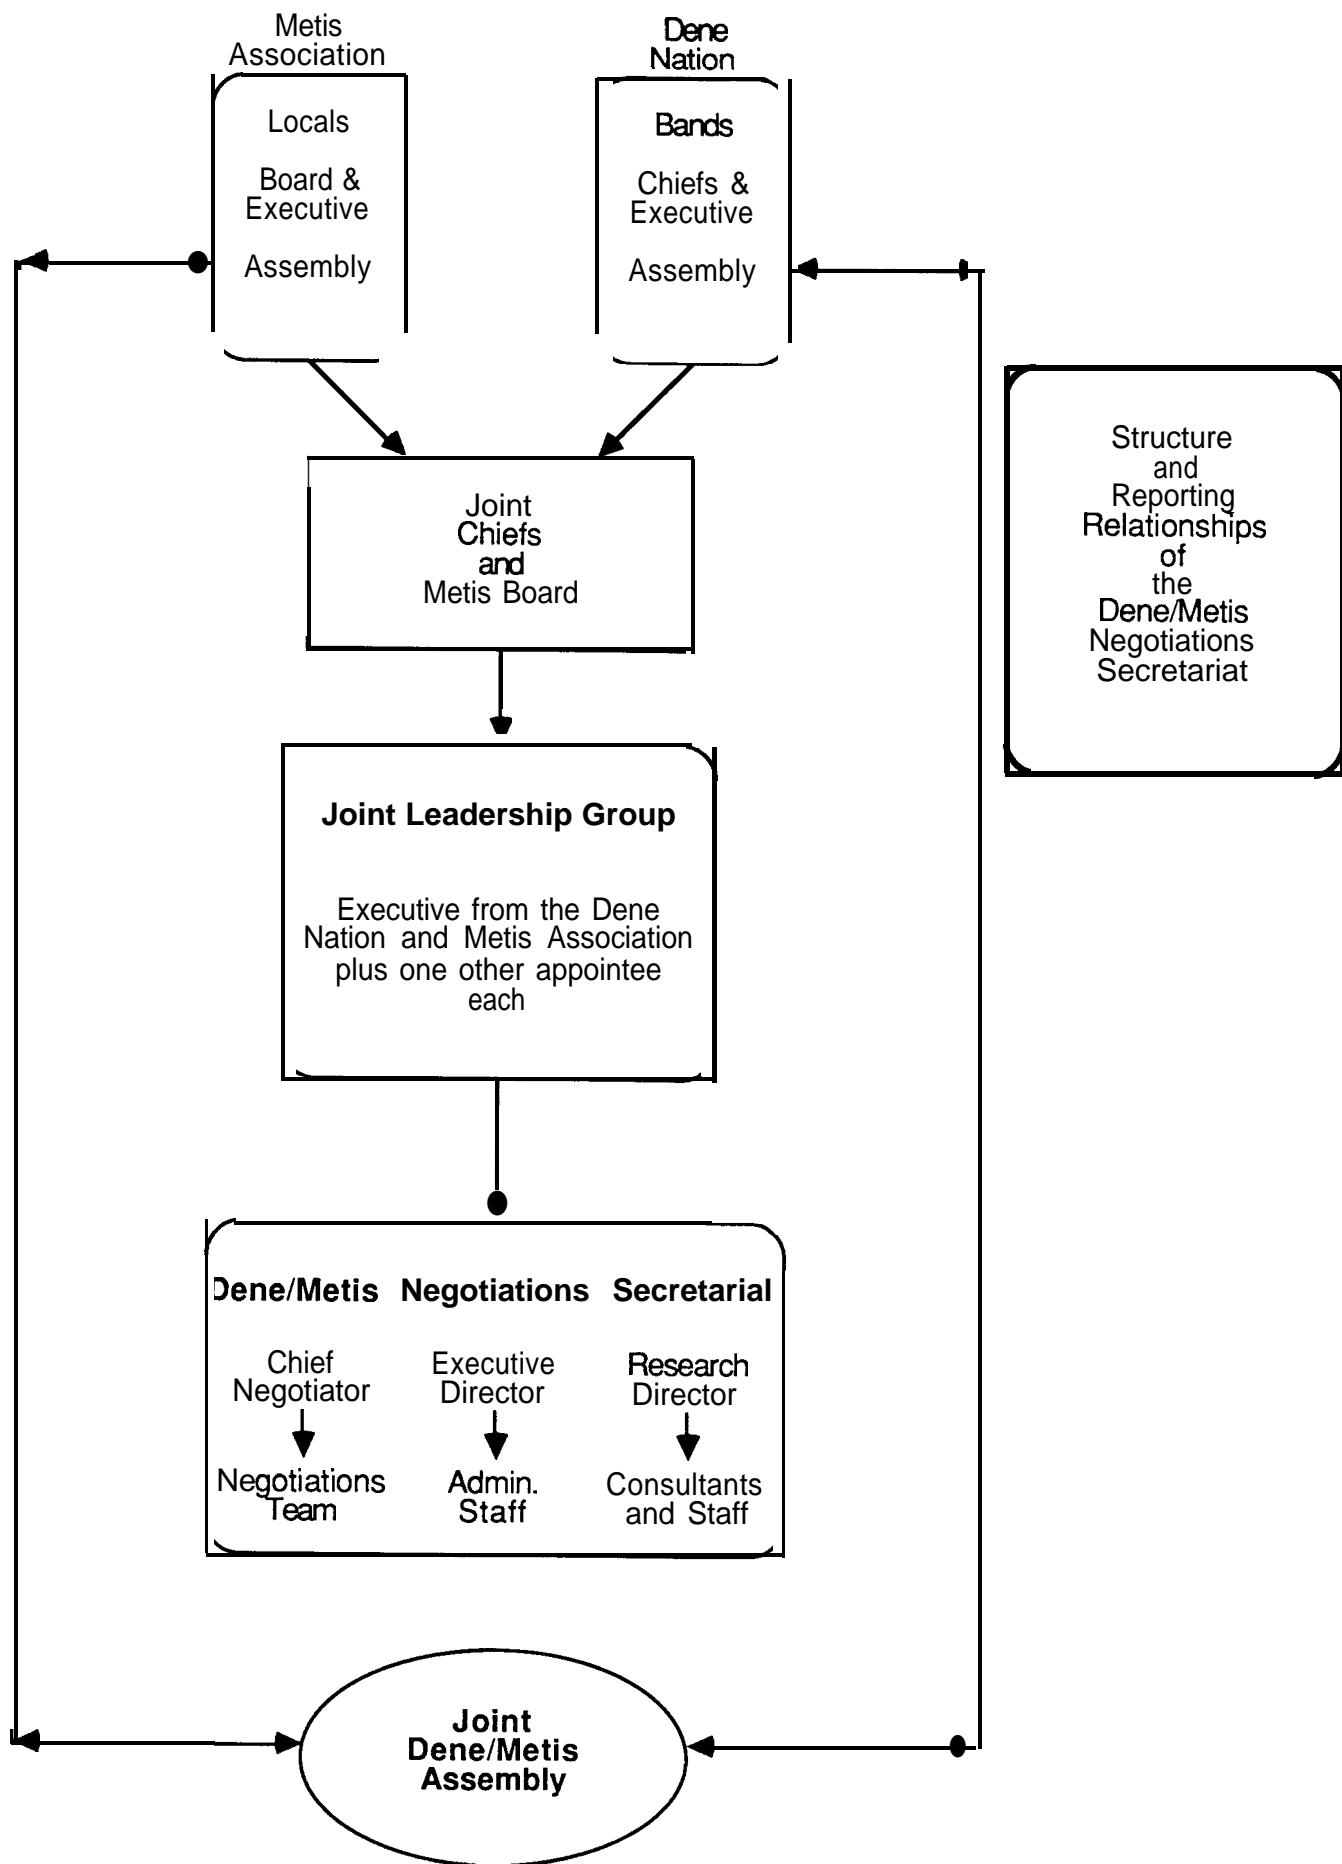 Metis
Association
Locals
Board &
Executive
Assembly
Dene
Nation
Bands
Chiefs &
Executive
Assembly
Structure
and
Reporting
Relationships
of
the
Dene/Metis
Negotiations
Secretariat
Joint
Chiefs
and
Metis Board
Joint Leadership Group
Executive from the Dene
Nation and Metis Association
plus one other appointee
each
Dene/Metis Negotiations Secretarial
Chief
Negotiator
Negotiations
Team
Executive
Director
Admin.
Staff
Research
Director
Consultants
and Staff
Joint
Dene/Metis
Assembly